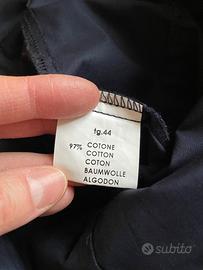 tg.44
97% COTONE
COTTON
COTON
BAUMWOLLE
ALGODON
subito